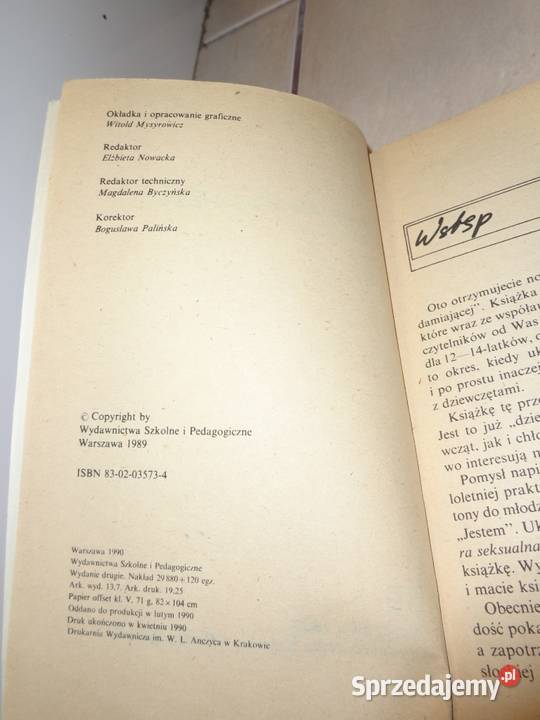 Okładka i opracowanie graficzne
Witold Mysyrowicz
Redaktor
Elżbieta Nowacka
Redaktor techniczny
Magdalena Byczyńska
Korektor
Bogusława Palińska
© Copyright by
Wydawnictwa Szkolne i Pedagogiczne
Warszawa 1989
ISBN 83-02-03573-4
Warszawa 1990
Wydawnictwa Szkolne i Pedagogiczne
Wydanie drugie. Nakład 29 880 + 120 egz.
Ark. wyd. 13,7. Ark. druk. 19,25
Papier offset kl. V, 71 g, 82 × 104 cm
Oddano do produkcji w lutym 1990
Druk ukończono w kwietniu 1990
Drukarnia Wydawnicza im. W. L. Anczyca w Krakowie
Wstęp
Oto otrzymujecie no
damiającej”. Książka
które wraz ze współau
czytelników od Was
dla 12—14-latków, o
to okres, kiedy uk
i po prostu inaczej
z dziewczętami.
Książkę tę prze
Jest to już „dzie
wcząt, jak i chło
wo interesują m
Pomysł napi
loletniej prakt
tony do młodz
„Jestem”. Uk
ra seksualna
książkę. Wy
i macie ksi
Obecnie
dość poka
a zapotrz
słowiej
Sprzedajemy.pl